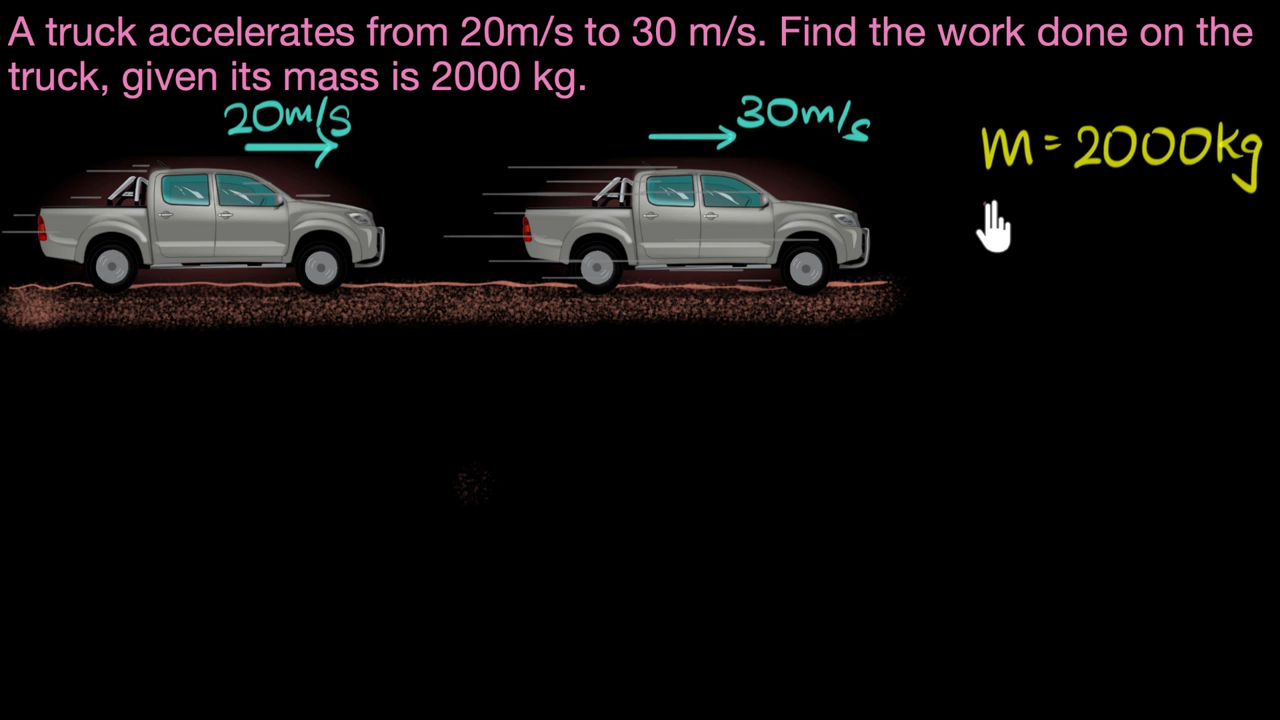 A truck accelerates from 20m/s to 30 m/s. Find the work done on the
truck, given its mass is 2000 kg.
20m/s
30m/s
m = 2000kg